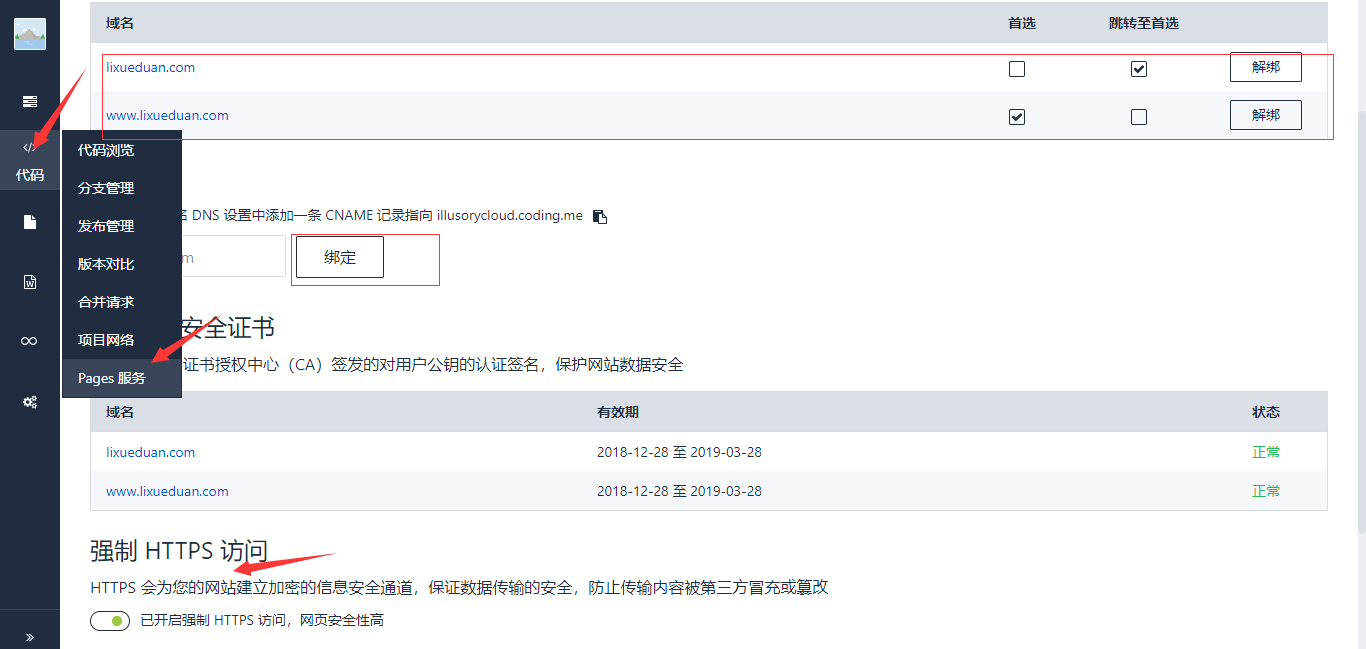 域名 首选 跳转至首选
lixueduan.com 解绑
www.lixueduan.com 解绑
代码
代码浏览
分支管理
发布管理
版本对比
合并请求
项目网络
Pages 服务
DNS 设置中添加一条 CNAME 记录指向 illusorycloud.coding.me
绑定
安全证书
证书授权中心（CA）签发的对用户公钥的认证签名，保护网站数据安全
域名 有效期 状态
lixueduan.com 2018-12-28 至 2019-03-28 正常
www.lixueduan.com 2018-12-28 至 2019-03-28 正常
强制 HTTPS 访问
HTTPS 会为您的网站建立加密的信息安全通道，保证数据传输的安全，防止传输内容被第三方冒充或篡改
已开启强制 HTTPS 访问，网页安全性高